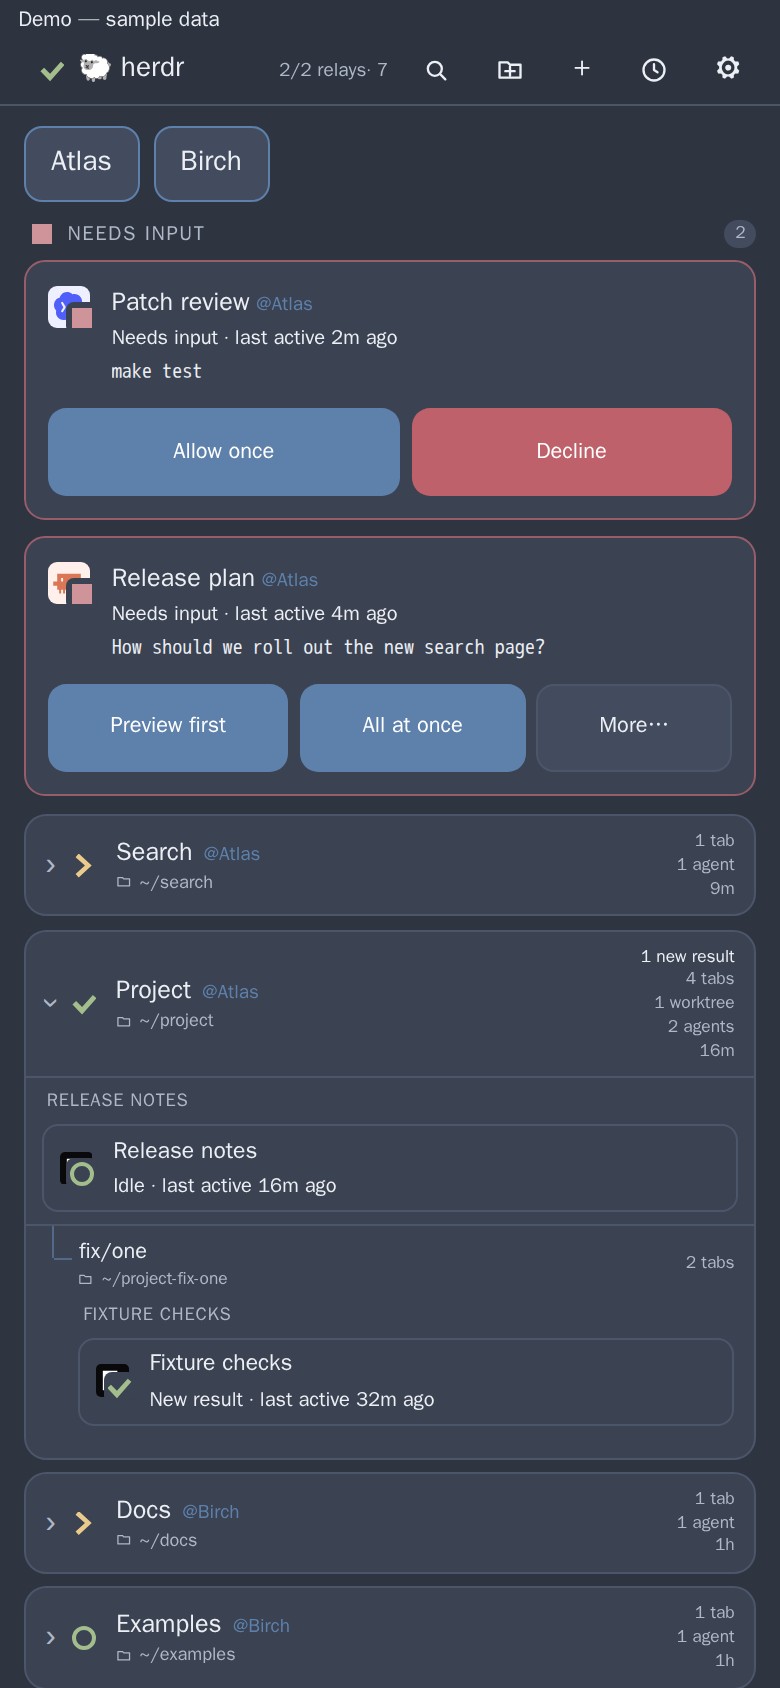 Demo — sample data
herdr
2/2 relays· 7
Atlas
Birch
NEEDS INPUT
2
Patch review @Atlas
Needs input · last active 2m ago
make test
Allow once
Decline
Release plan @Atlas
Needs input · last active 4m ago
How should we roll out the new search page?
Preview first
All at once
More···
Search @Atlas
~/search
1 tab
1 agent
9m
Project @Atlas
~/project
1 new result
4 tabs
1 worktree
2 agents
16m
RELEASE NOTES
Release notes
Idle · last active 16m ago
fix/one
~/project-fix-one
2 tabs
FIXTURE CHECKS
Fixture checks
New result · last active 32m ago
Docs @Birch
~/docs
1 tab
1 agent
1h
Examples @Birch
~/examples
1 tab
1 agent
1h